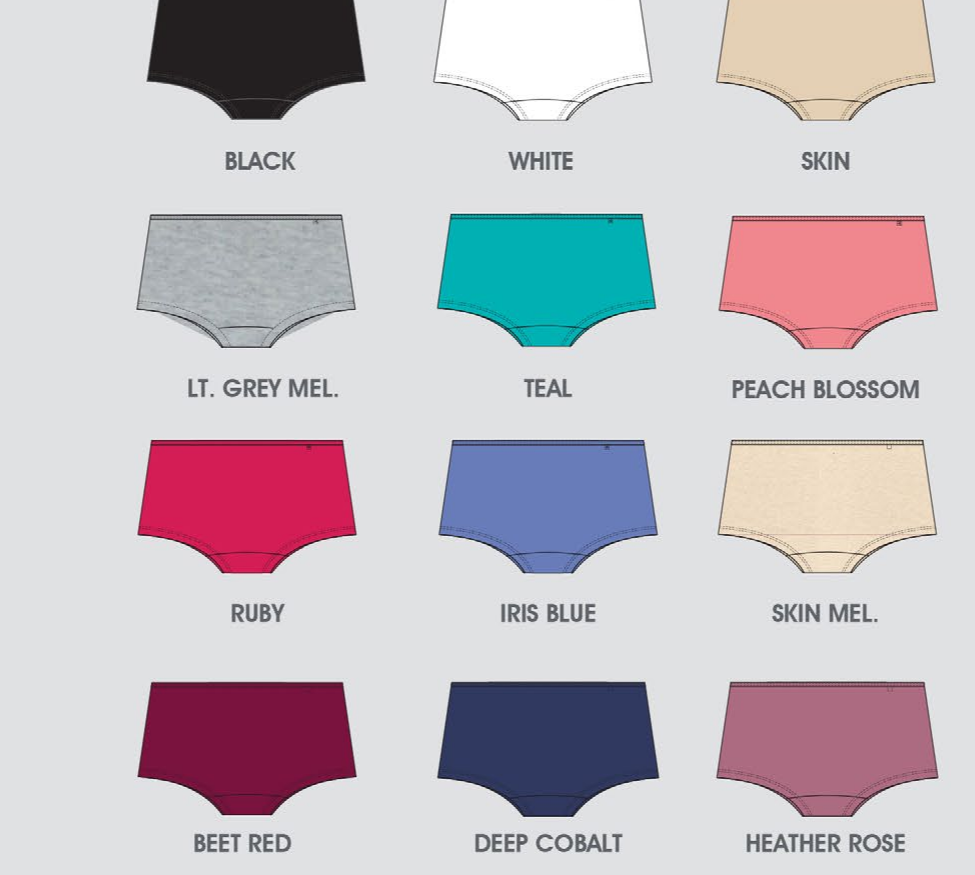 BLACK
WHITE
SKIN
LT. GREY MEL.
TEAL
PEACH BLOSSOM
RUBY
IRIS BLUE
SKIN MEL.
BEET RED
DEEP COBALT
HEATHER ROSE